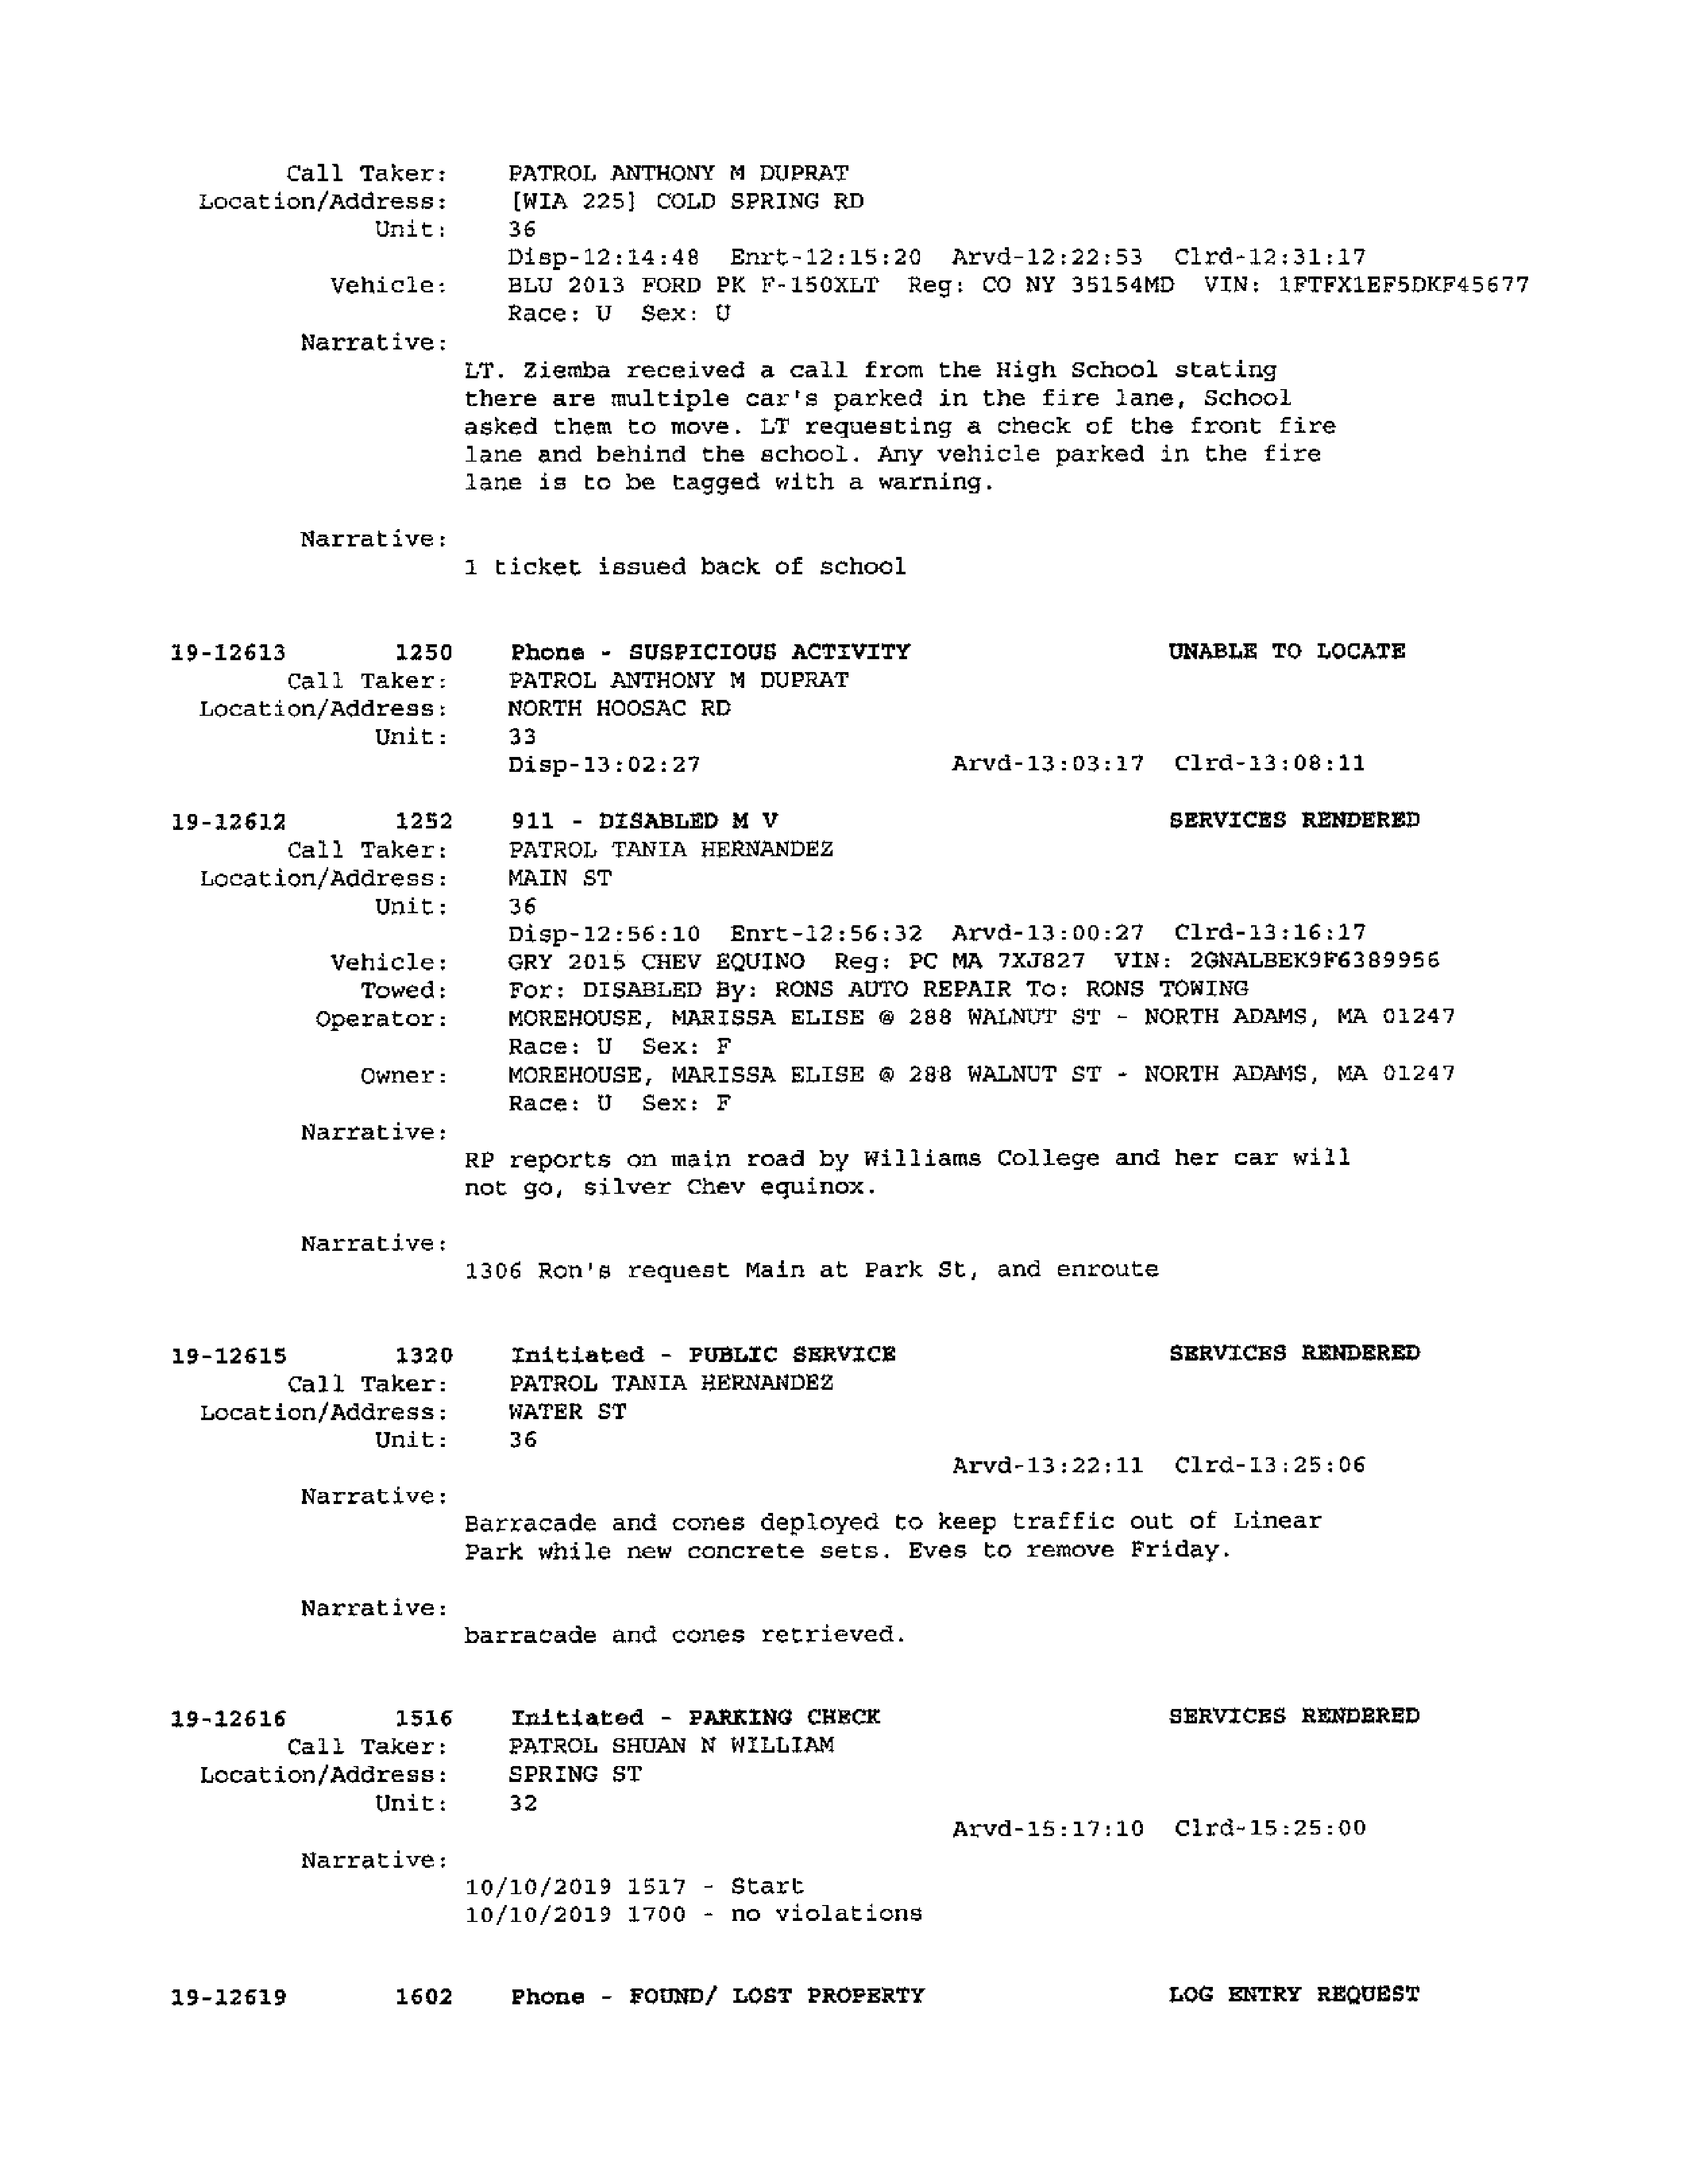 Call Taker: PATROL ANTHONY M DUPRAT
Location/Address: [WIA 225] COLD SPRING RD
Unit: 36
Disp-12:14:48 Enrt-12:15:20 Arvd-12:22:53 Clrd-12:31:17
Vehicle: BLU 2013 FORD PK F-150XLT Reg: CO NY 35154MD VIN: 1FTFX1EF5DKF45677
Race: U Sex: U
Narrative:
LT. Ziemba received a call from the High School stating
there are multiple car's parked in the fire lane, School
asked them to move. LT requesting a check of the front fire
lane and behind the school. Any vehicle parked in the fire
lane is to be tagged with a warning.
Narrative:
1 ticket issued back of school
19-12613 1250 Phone - SUSPICIOUS ACTIVITY UNABLE TO LOCATE
Call Taker: PATROL ANTHONY M DUPRAT
Location/Address: NORTH HOOSAC RD
Unit: 33
Disp-13:02:27 Arvd-13:03:17 Clrd-13:08:11
19-12612 1252 911 - DISABLED M V SERVICES RENDERED
Call Taker: PATROL TANIA HERNANDEZ
Location/Address: MAIN ST
Unit: 36
Disp-12:56:10 Enrt-12:56:32 Arvd-13:00:27 Clrd-13:16:17
Vehicle: GRY 2015 CHEV EQUINO Reg: PC MA 7XJ827 VIN: 2GNALBEK9F6389956
Towed: For: DISABLED By: RONS AUTO REPAIR To: RONS TOWING
Operator: MOREHOUSE, MARISSA ELISE @ 288 WALNUT ST - NORTH ADAMS, MA 01247
Race: U Sex: F
Owner: MOREHOUSE, MARISSA ELISE @ 288 WALNUT ST - NORTH ADAMS, MA 01247
Race: U Sex: F
Narrative:
RP reports on main road by Williams College and her car will
not go, silver Chev equinox.
Narrative:
1306 Ron's request Main at Park St, and enroute
19-12615 1320 Initiated - PUBLIC SERVICE SERVICES RENDERED
Call Taker: PATROL TANIA HERNANDEZ
Location/Address: WATER ST
Unit: 36
Arvd-13:22:11 Clrd-13:25:06
Narrative:
Barracade and cones deployed to keep traffic out of Linear
Park while new concrete sets. Eves to remove Friday.
Narrative:
barracade and cones retrieved.
19-12616 1516 Initiated - PARKING CHECK SERVICES RENDERED
Call Taker: PATROL SHUAN N WILLIAM
Location/Address: SPRING ST
Unit: 32
Arvd-15:17:10 Clrd-15:25:00
Narrative:
10/10/2019 1517 - Start
10/10/2019 1700 - no violations
19-12619 1602 Phone - FOUND/ LOST PROPERTY LOG ENTRY REQUEST